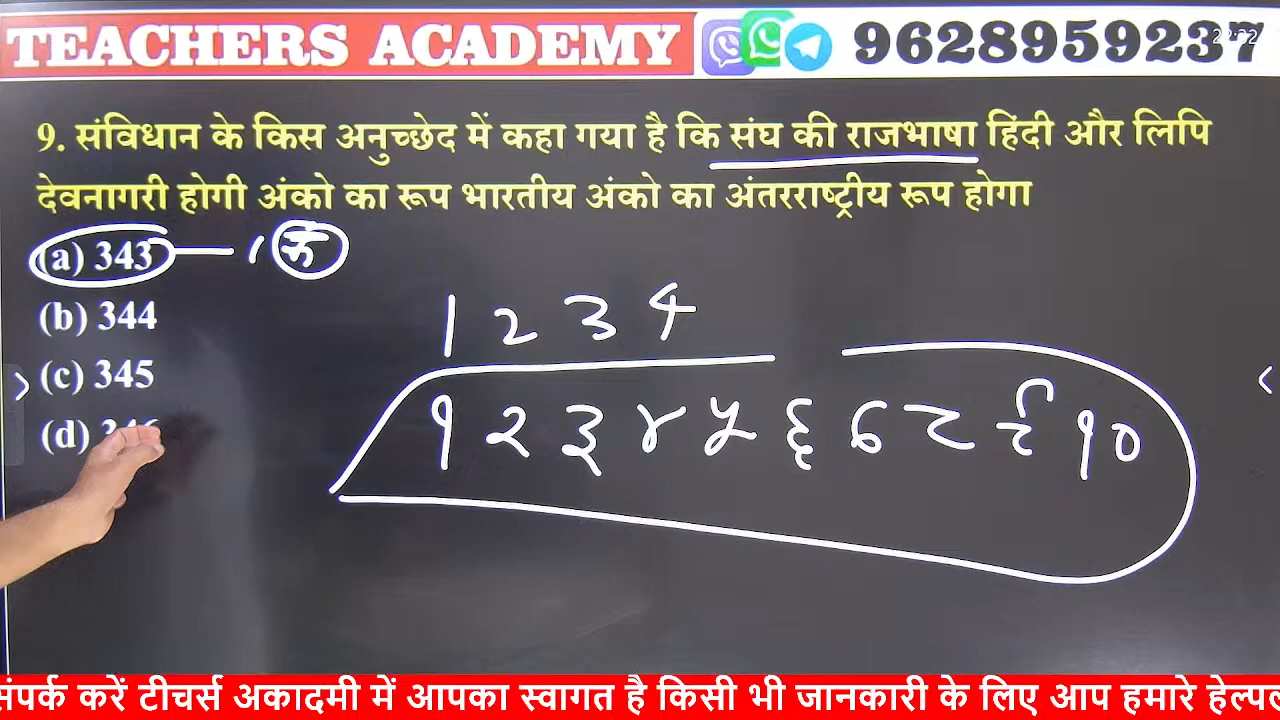 TEACHERS ACADEMY 9628959237
9. संविधान के किस अनुच्छेद में कहा गया है कि संघ की राजभाषा हिंदी और लिपि
देवनागरी होगी अंको का रूप भारतीय अंको का अंतरराष्ट्रीय रूप होगा
(a) 343 — 1
(b) 344
(c) 345
(d)
1 2 3 4
१ २ ३ ४ ५ ६ ७ ८ ९ १०
संपर्क करें टीचर्स अकादमी में आपका स्वागत है किसी भी जानकारी के लिए आप हमारे